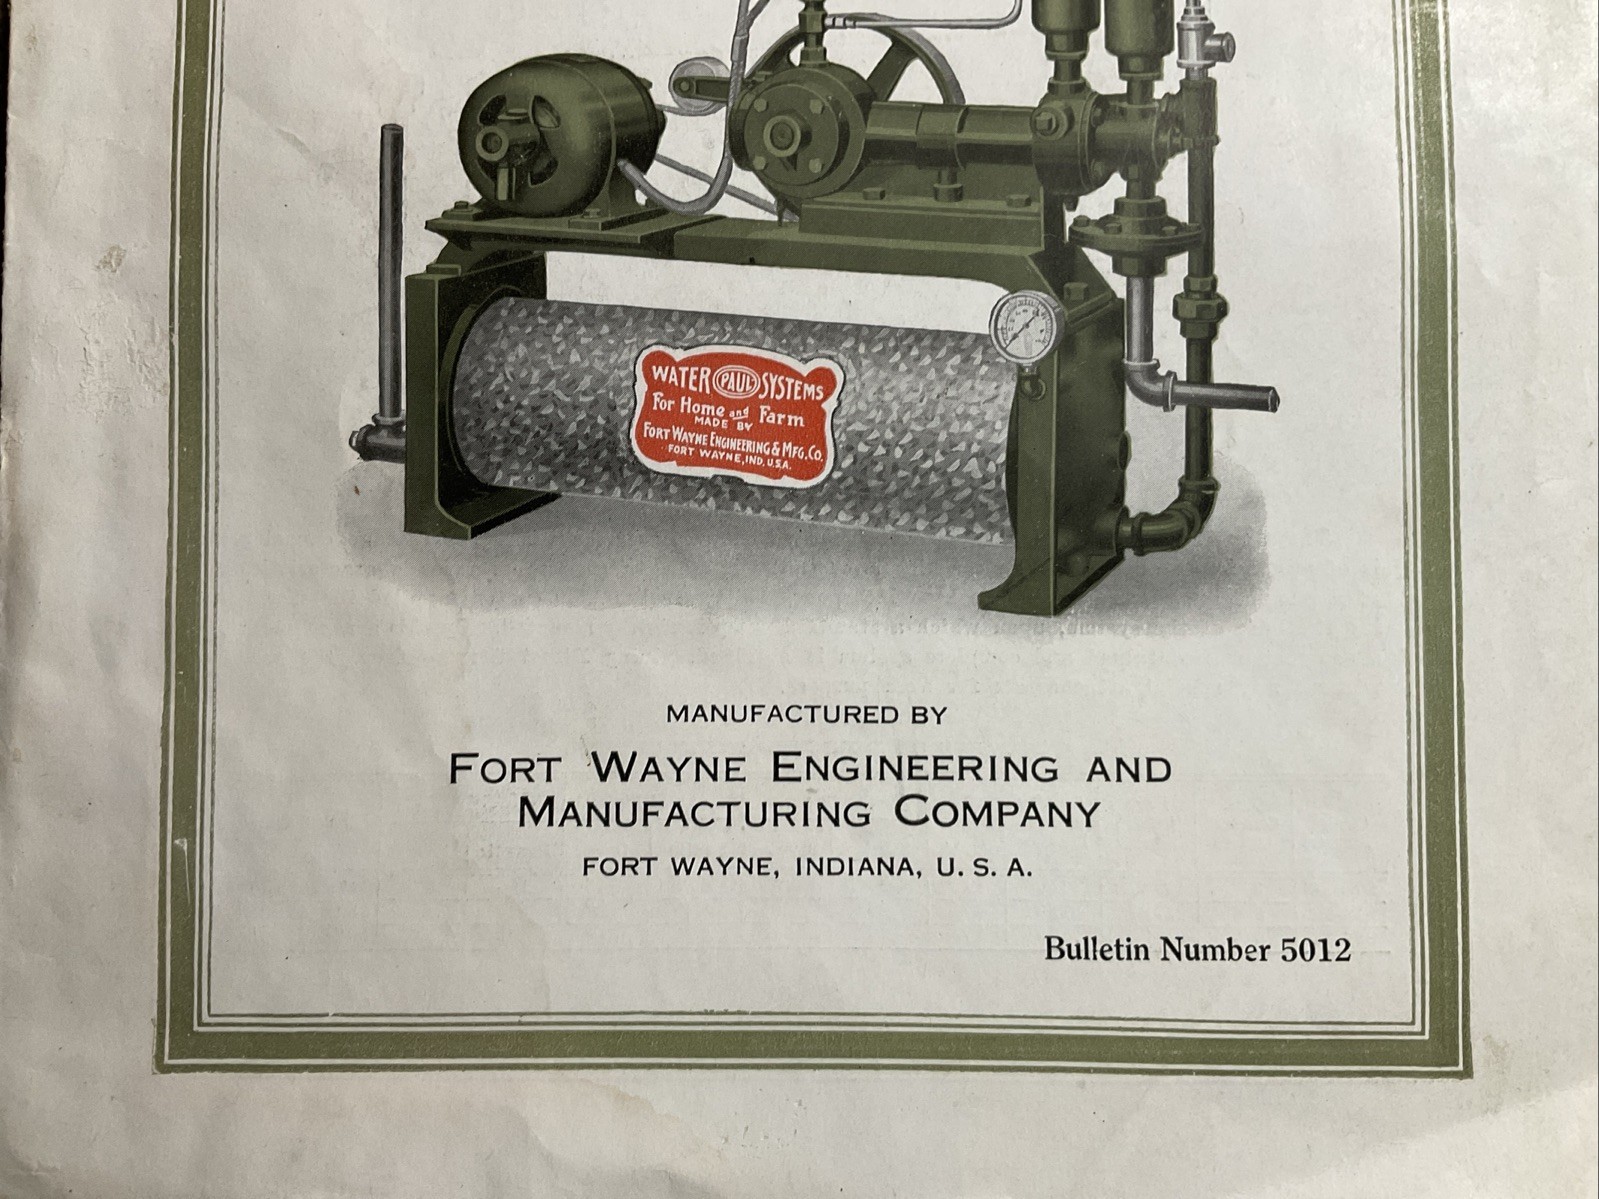 WATER PAUL SYSTEMS
For Home and Farm
MADE BY
FORT WAYNE ENGINEERING & MFG. CO.
FORT WAYNE, IND. U.S.A.
MANUFACTURED BY
FORT WAYNE ENGINEERING AND
MANUFACTURING COMPANY
FORT WAYNE, INDIANA, U. S. A.
Bulletin Number 5012